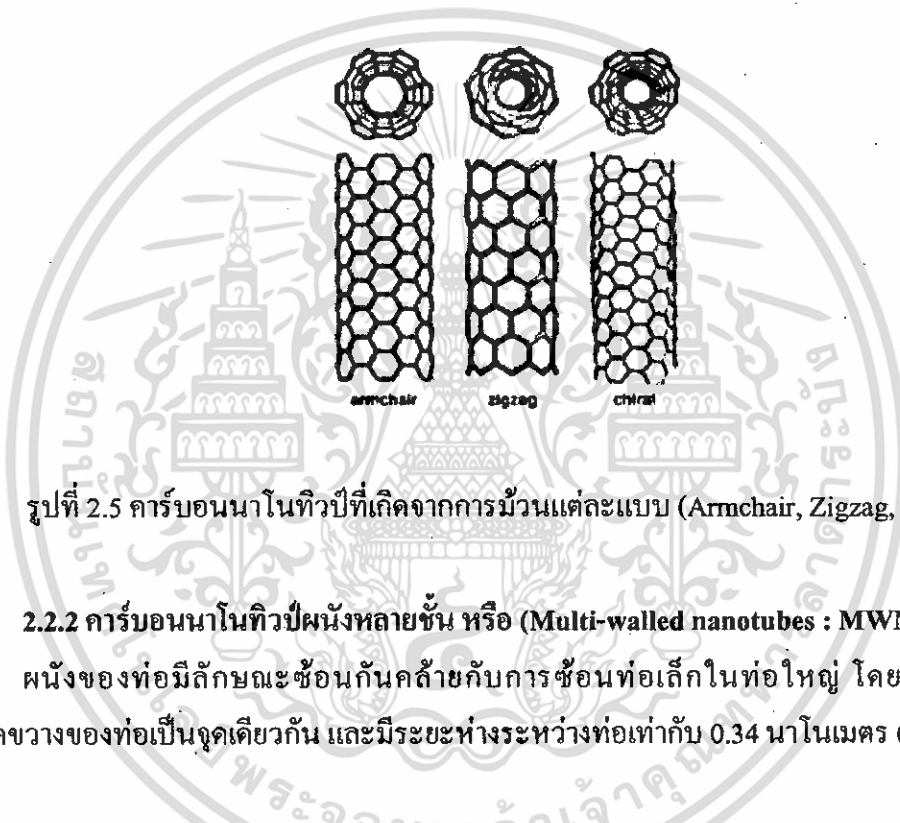 armchair zigzag chiral
รูปที่ 2.5 คาร์บอนนาโนทิวป์ที่เกิดจากการม้วนแต่ละแบบ (Armchair, Zigzag,
2.2.2 คาร์บอนนาโนทิวป์ผนังหลายชั้น หรือ (Multi-walled nanotubes : MWN
ผนังของท่อมีลักษณะซ้อนกันคล้ายกับการซ้อนท่อเล็กในท่อใหญ่ โดย
ดขวางของท่อเป็นจุดเดียวกัน และมีระยะห่างระหว่างท่อเท่ากับ 0.34 นาโนเมตร